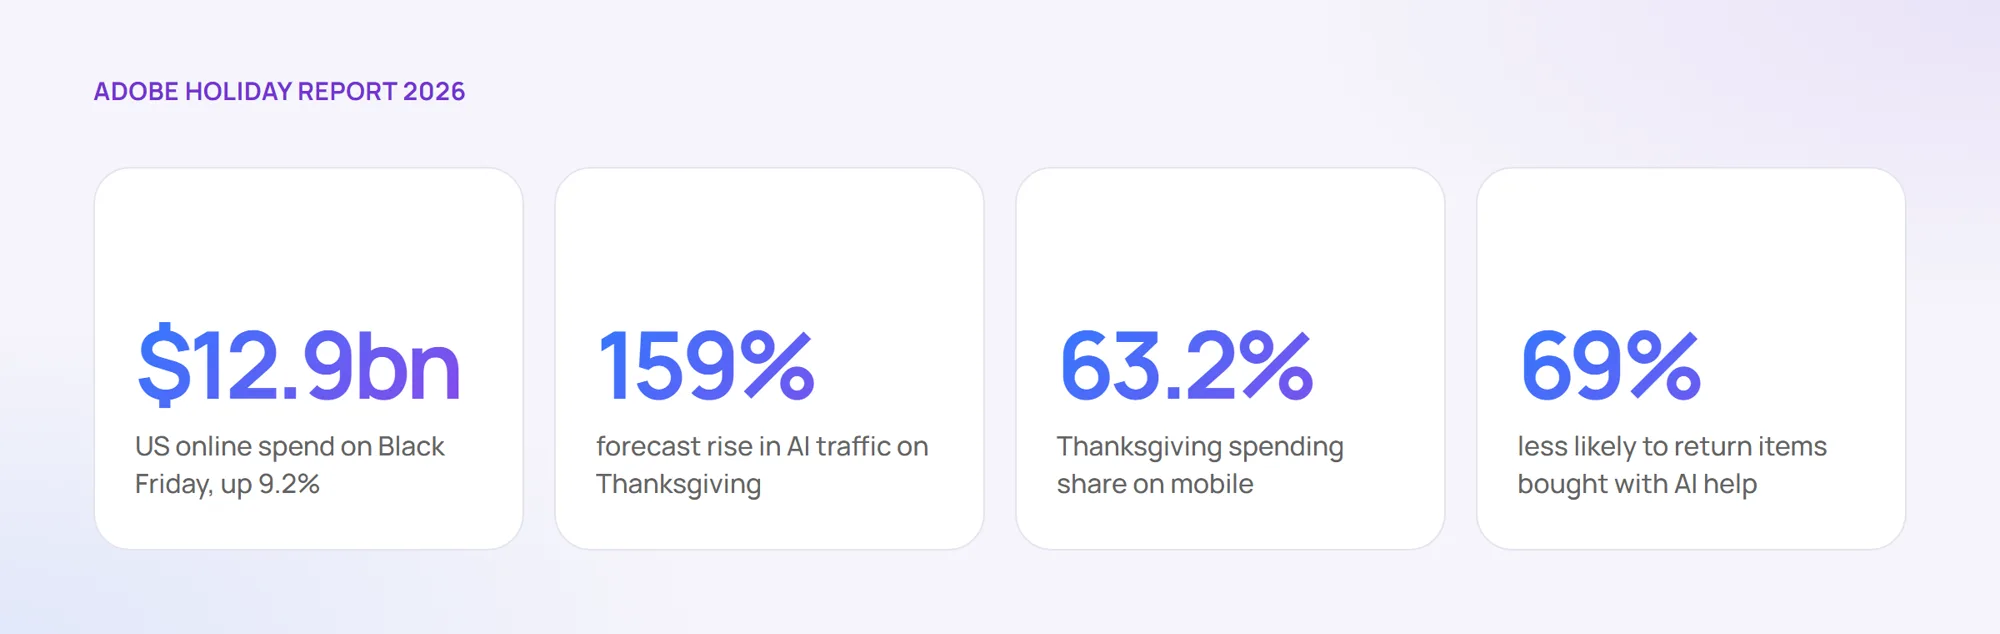 ADOBE HOLIDAY REPORT 2026
$12.9bn
US online spend on Black
Friday, up 9.2%
159%
forecast rise in AI traffic on
Thanksgiving
63.2%
Thanksgiving spending
share on mobile
69%
less likely to return items
bought with AI help